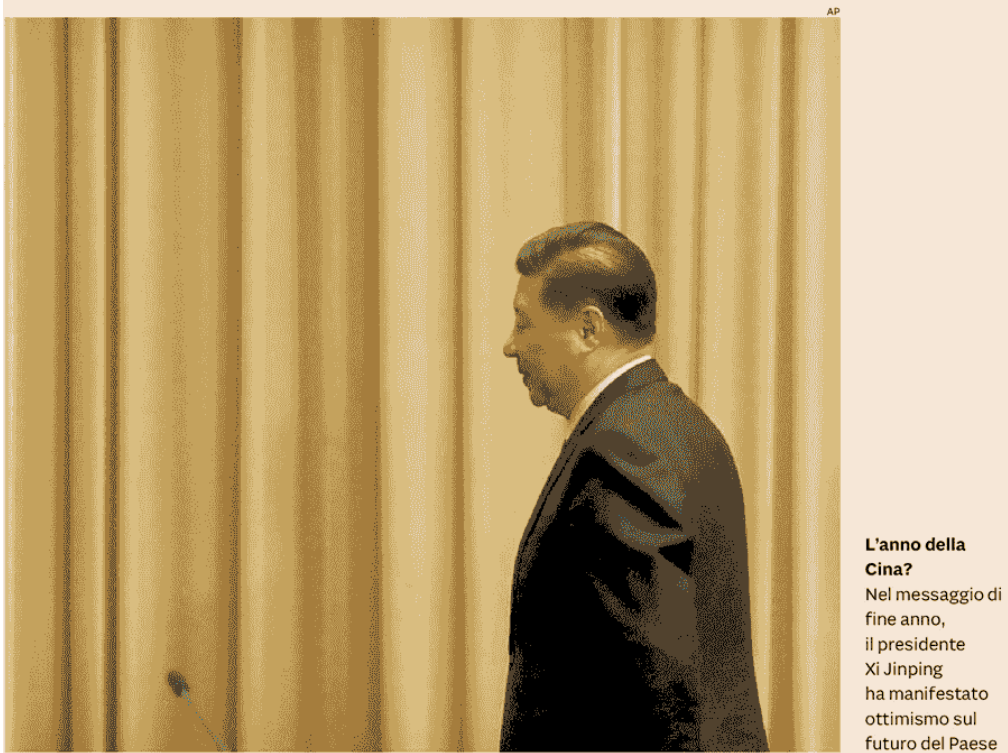 AP
L'anno della
Cina?
Nel messaggio di
fine anno,
il presidente
Xi Jinping
ha manifestato
ottimismo sul
futuro del Paese